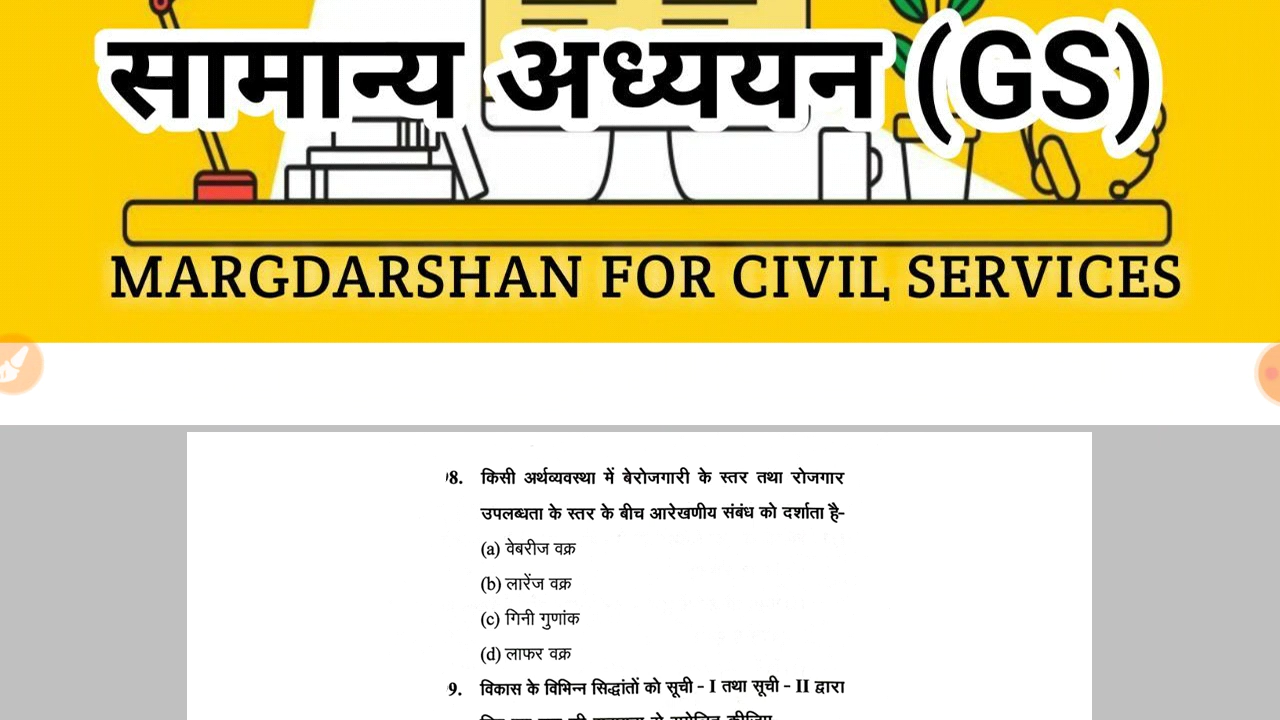 सामान्य अध्ययन (GS)
MARGDARSHAN FOR CIVIL SERVICES
8. किसी अर्थव्यवस्था में बेरोजगारी के स्तर तथा रोजगार
उपलब्धता के स्तर के बीच आरेखणीय संबंध को दर्शाता है-
(a) वेबरीज वक्र
(b) लारेंज वक्र
(c) गिनी गुणांक
(d) लाफर वक्र
9. विकास के विभिन्न सिद्धांतों को सूची - I तथा सूची - II द्वारा